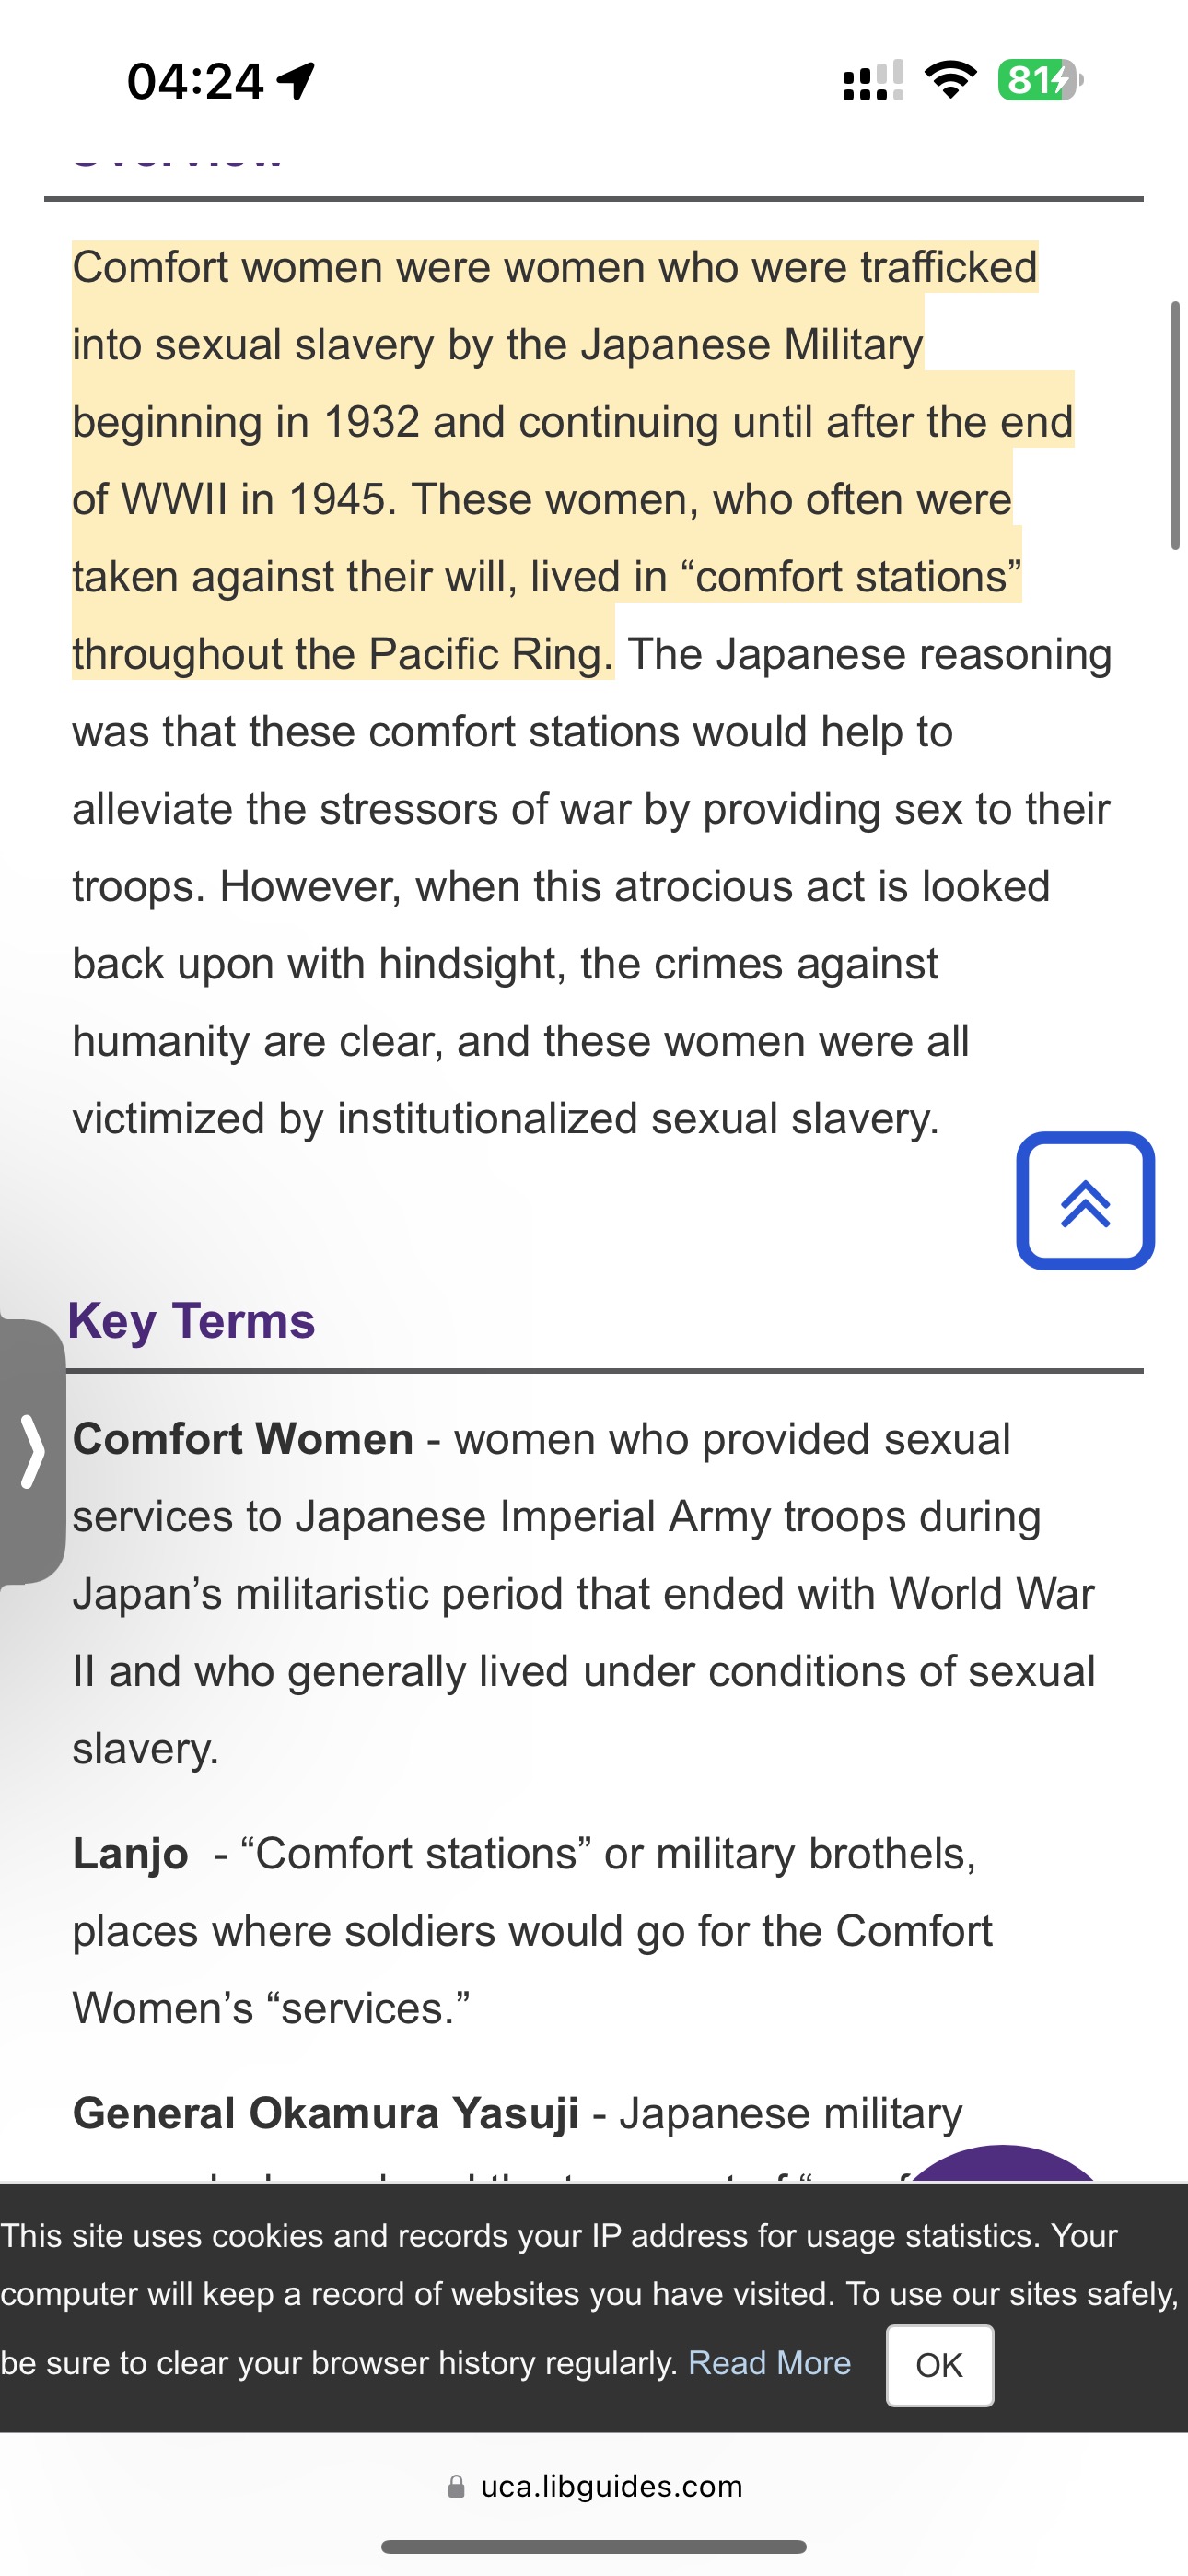 04:24
81
Overview
Comfort women were women who were trafficked
into sexual slavery by the Japanese Military
beginning in 1932 and continuing until after the end
of WWII in 1945. These women, who often were
taken against their will, lived in “comfort stations”
throughout the Pacific Ring. The Japanese reasoning
was that these comfort stations would help to
alleviate the stressors of war by providing sex to their
troops. However, when this atrocious act is looked
back upon with hindsight, the crimes against
humanity are clear, and these women were all
victimized by institutionalized sexual slavery.
Key Terms
Comfort Women - women who provided sexual
services to Japanese Imperial Army troops during
Japan’s militaristic period that ended with World War
II and who generally lived under conditions of sexual
slavery.
Lanjo - “Comfort stations” or military brothels,
places where soldiers would go for the Comfort
Women’s “services.”
General Okamura Yasuji - Japanese military
This site uses cookies and records your IP address for usage statistics. Your
computer will keep a record of websites you have visited. To use our sites safely,
be sure to clear your browser history regularly. Read More OK
uca.libguides.com